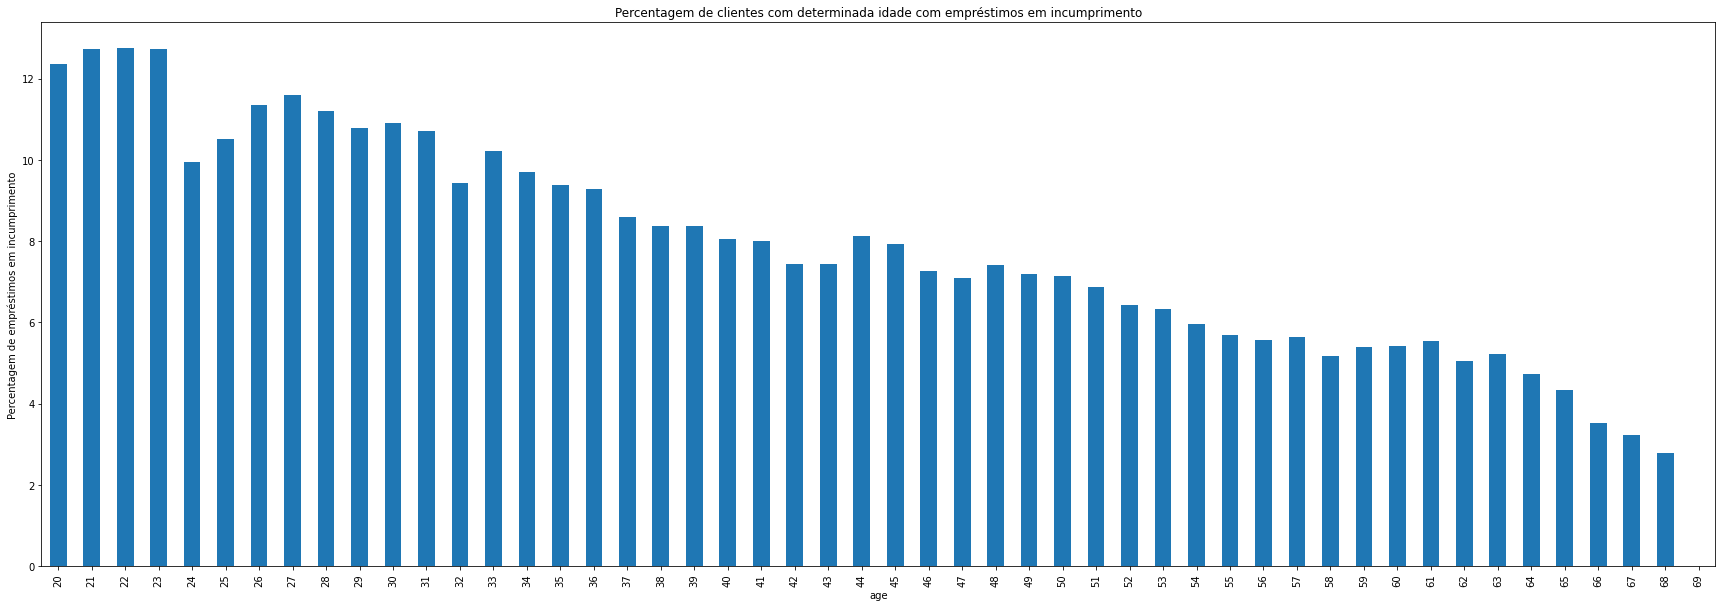 Percentagem de clientes com determinada idade com empréstimos em incumprimento
Percentagem de empréstimos em incumprimento
12
10
8
6
4
2
0
20 21 22 23 24 25 26 27 28 29 30 31 32 33 34 35 36 37 38 39 40 41 42 43 44 45 46 47 48 49 50 51 52 53 54 55 56 57 58 59 60 61 62 63 64 65 66 67 68 69
age